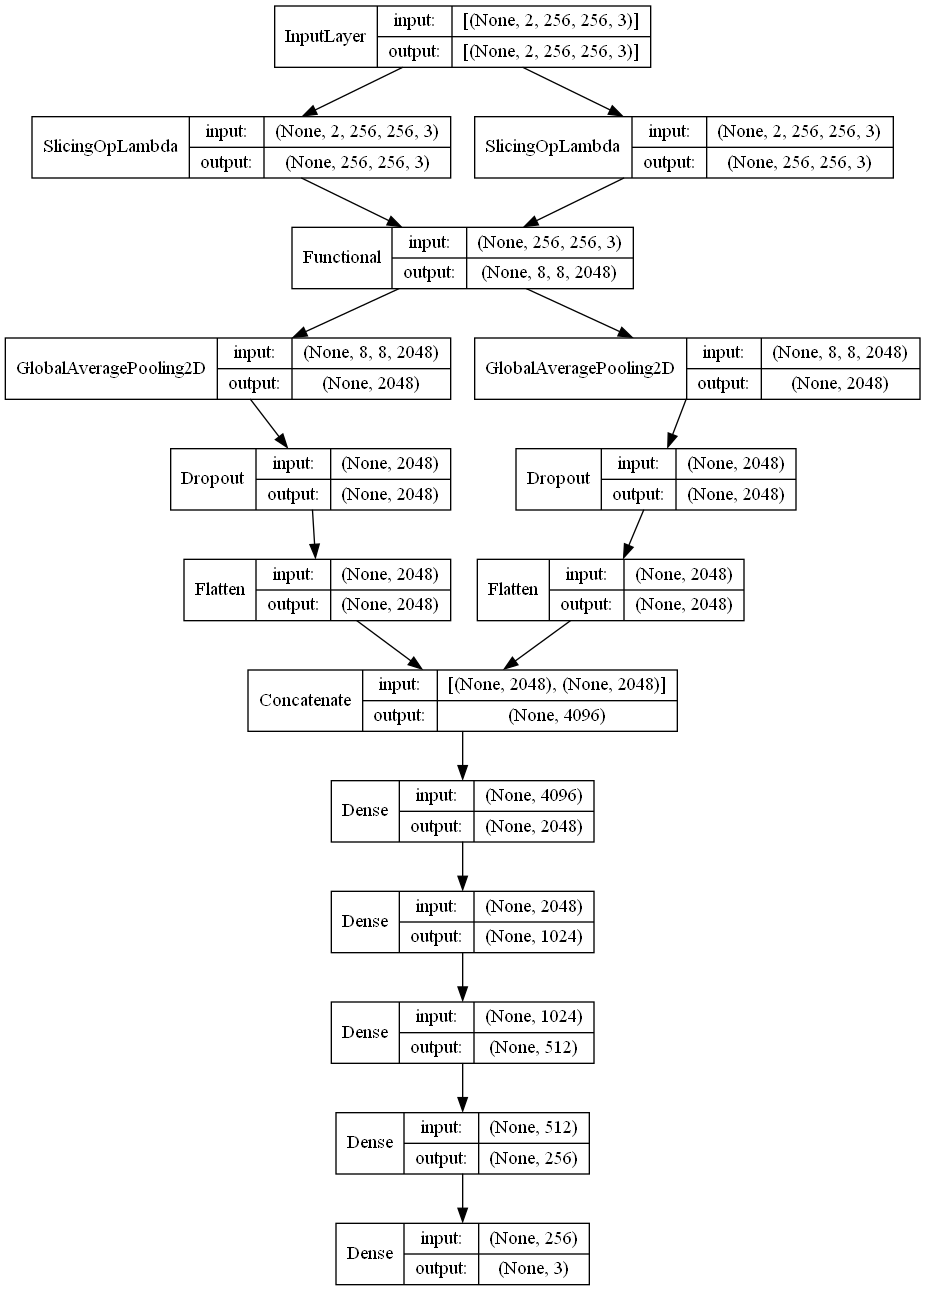 InputLayer
input: [(None, 2, 256, 256, 3)]
output: [(None, 2, 256, 256, 3)]
SlicingOpLambda
input: (None, 2, 256, 256, 3)
output: (None, 256, 256, 3)
SlicingOpLambda
input: (None, 2, 256, 256, 3)
output: (None, 256, 256, 3)
Functional
input: (None, 256, 256, 3)
output: (None, 8, 8, 2048)
GlobalAveragePooling2D
input: (None, 8, 8, 2048)
output: (None, 2048)
GlobalAveragePooling2D
input: (None, 8, 8, 2048)
output: (None, 2048)
Dropout
input: (None, 2048)
output: (None, 2048)
Dropout
input: (None, 2048)
output: (None, 2048)
Flatten
input: (None, 2048)
output: (None, 2048)
Flatten
input: (None, 2048)
output: (None, 2048)
Concatenate
input: [(None, 2048), (None, 2048)]
output: (None, 4096)
Dense
input: (None, 4096)
output: (None, 2048)
Dense
input: (None, 2048)
output: (None, 1024)
Dense
input: (None, 1024)
output: (None, 512)
Dense
input: (None, 512)
output: (None, 256)
Dense
input: (None, 256)
output: (None, 3)